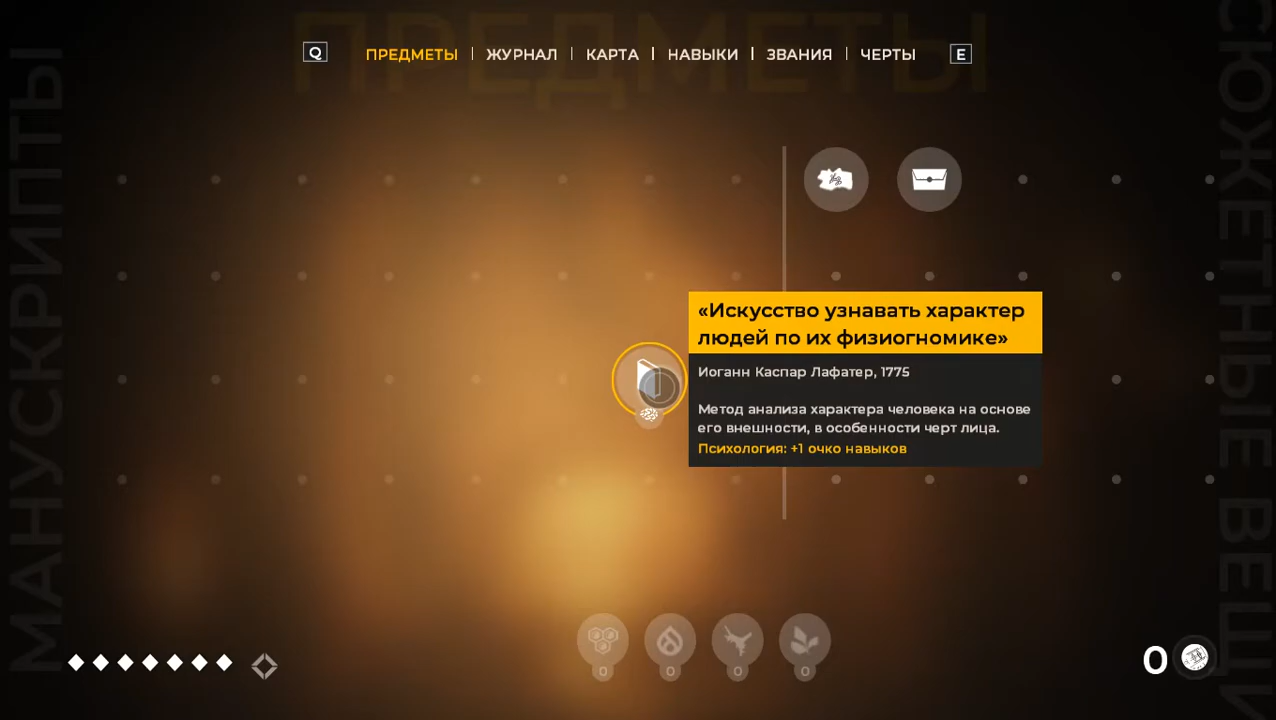 ПРЕДМЕТЫ
Q
ПРЕДМЕТЫ
ЖУРНАЛ
КАРТА
НАВЫКИ
ЗВАНИЯ
ЧЕРТЫ
E
МАНУСКРИПТЫ
СЮЖЕТНЫЕ ВЕЩИ
«Искусство узнавать характер
людей по их физиогномике»
Иоганн Каспар Лафатер, 1775
Метод анализа характера человека на основе
его внешности, в особенности черт лица.
Психология: +1 очко навыков
0
0
0
0
0